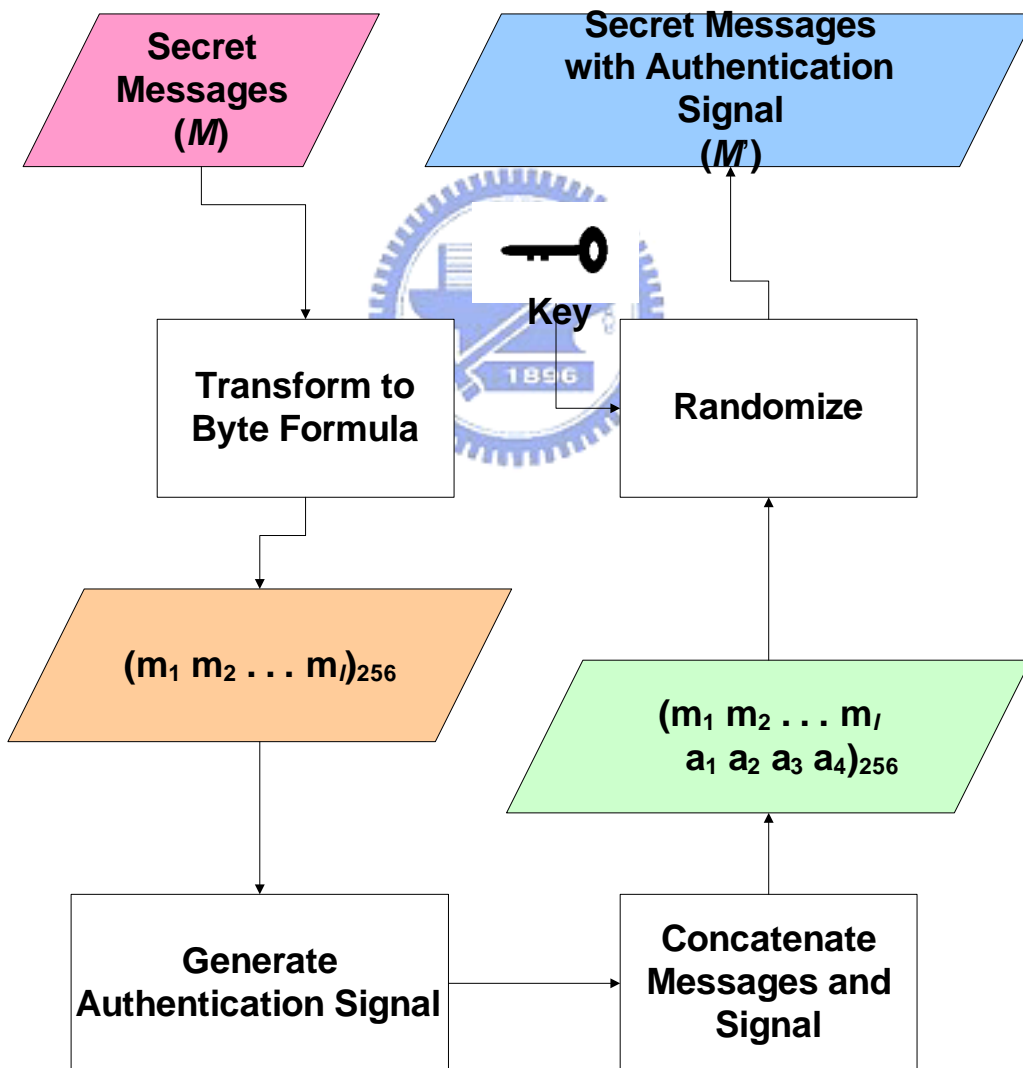 Secret
Messages
(M)
Secret Messages
with Authentication
Signal
(M')
Key
1896
Transform to
Byte Formula
Randomize
(m₁ m₂ . . . mₗ)₂₅₆
(m₁ m₂ . . . mₗ
a₁ a₂ a₃ a₄)₂₅₆
Generate
Authentication Signal
Concatenate
Messages and
Signal